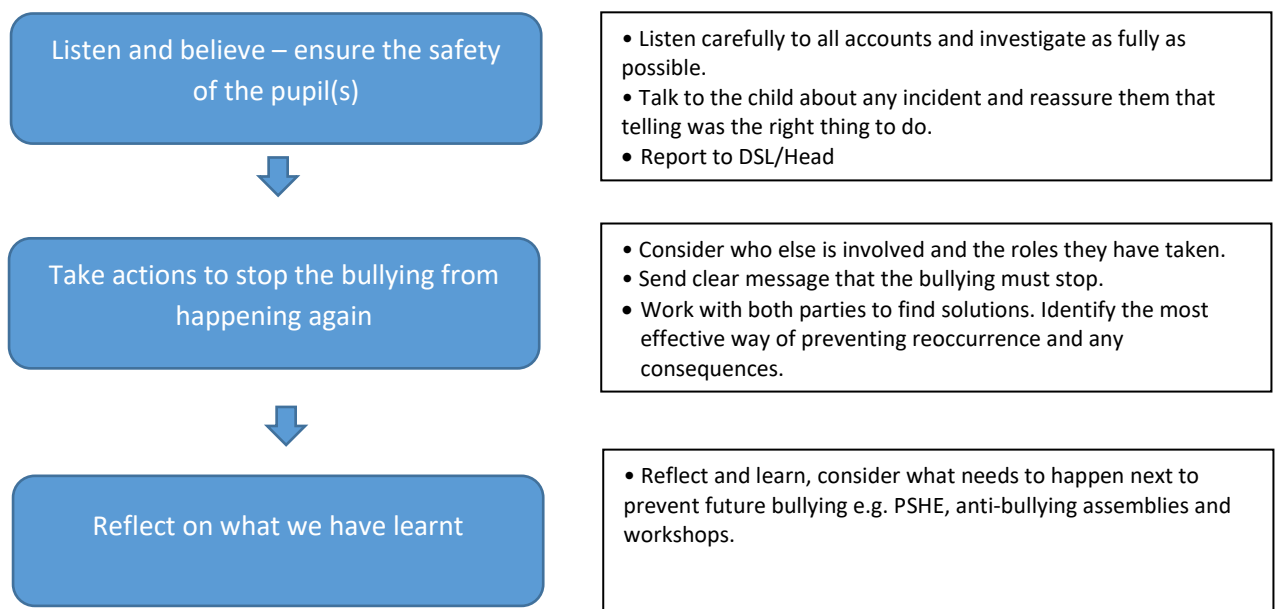 Listen and believe – ensure the safety
of the pupil(s)
• Listen carefully to all accounts and investigate as fully as
possible.
• Talk to the child about any incident and reassure them that
telling was the right thing to do.
• Report to DSL/Head
Take actions to stop the bullying from
happening again
• Consider who else is involved and the roles they have taken.
• Send clear message that the bullying must stop.
• Work with both parties to find solutions. Identify the most
effective way of preventing reoccurrence and any
consequences.
Reflect on what we have learnt
• Reflect and learn, consider what needs to happen next to
prevent future bullying e.g. PSHE, anti-bullying assemblies and
workshops.